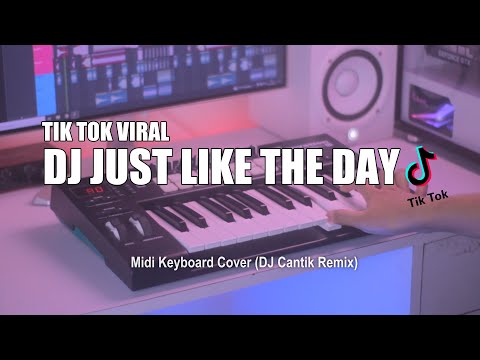 TIK TOK VIRAL
DJ JUST LIKE THE DAY
Tik Tok
Midi Keyboard Cover (DJ Cantik Remix)